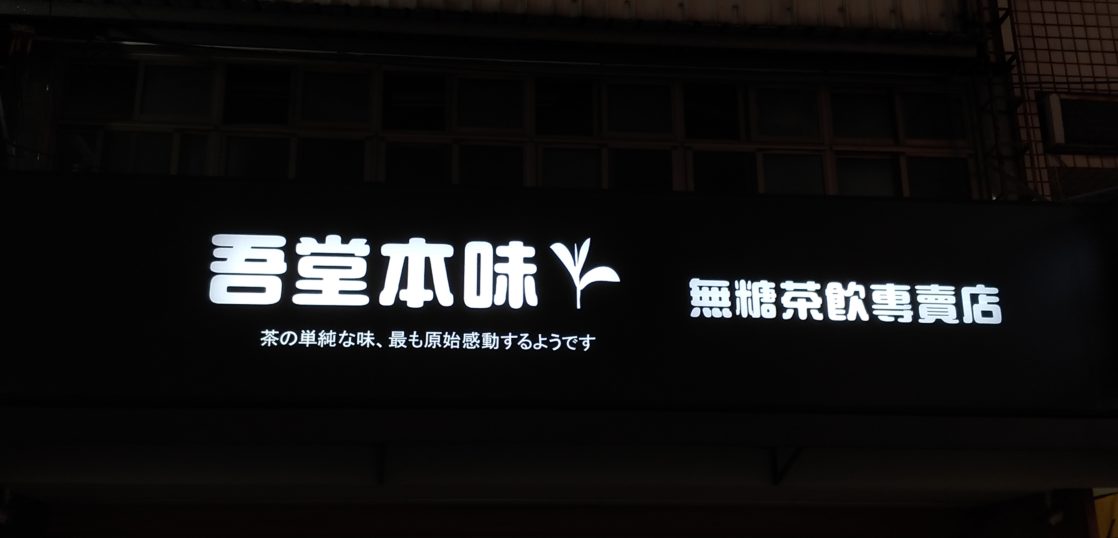 吾堂本味
茶の単純な味、最も原始感動するようです
無糖茶飲專賣店